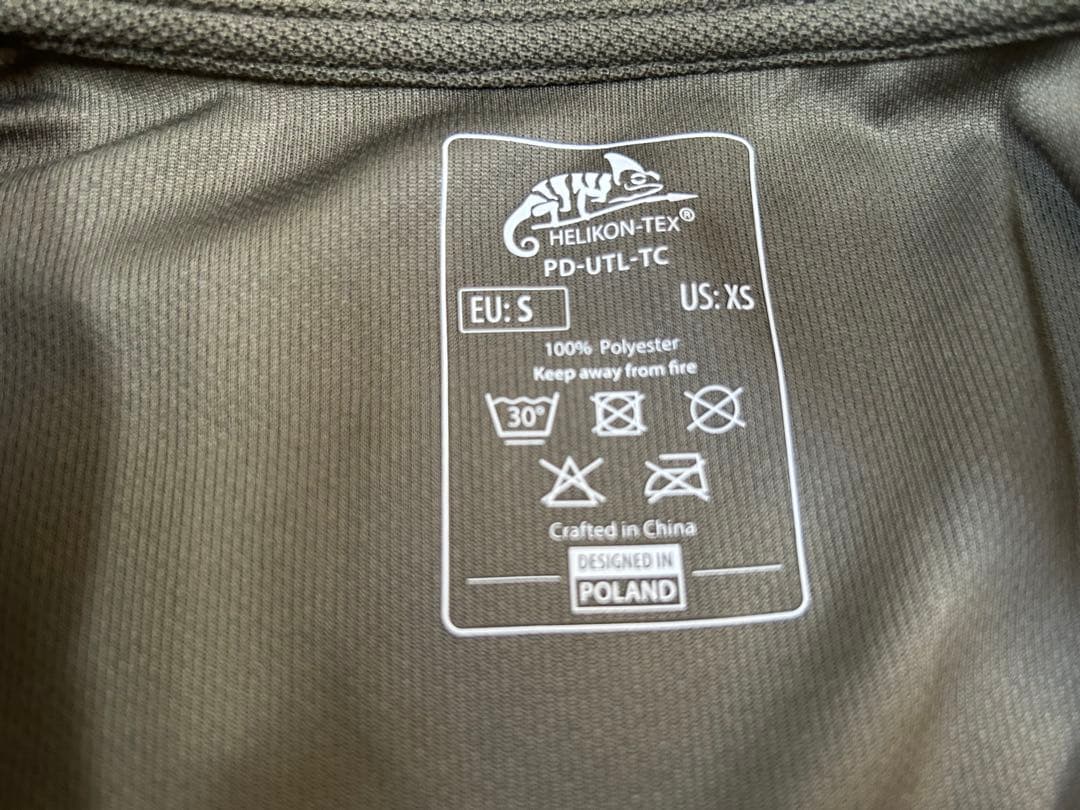 HELIKON-TEX®
PD-UTL-TC
EU: S US: XS
100% Polyester
Keep away from fire
30°
Crafted in China
DESIGNED IN
POLAND